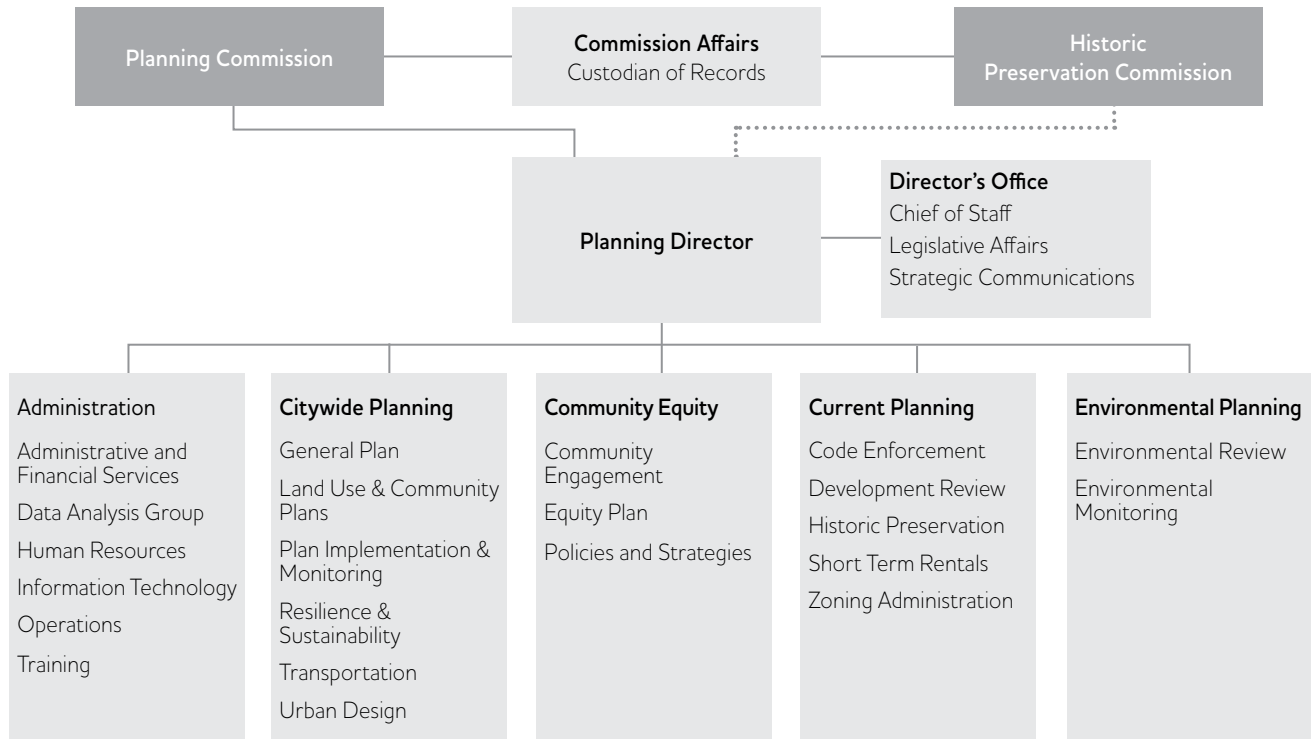 Planning Commission
Commission Affairs
Custodian of Records
Historic
Preservation Commission
Planning Director
Director's Office
Chief of Staff
Legislative Affairs
Strategic Communications
Administration
Administrative and
Financial Services
Data Analysis Group
Human Resources
Information Technology
Operations
Training
Citywide Planning
General Plan
Land Use & Community
Plans
Plan Implementation &
Monitoring
Resilience &
Sustainability
Transportation
Urban Design
Community Equity
Community
Engagement
Equity Plan
Policies and Strategies
Current Planning
Code Enforcement
Development Review
Historic Preservation
Short Term Rentals
Zoning Administration
Environmental Planning
Environmental Review
Environmental
Monitoring